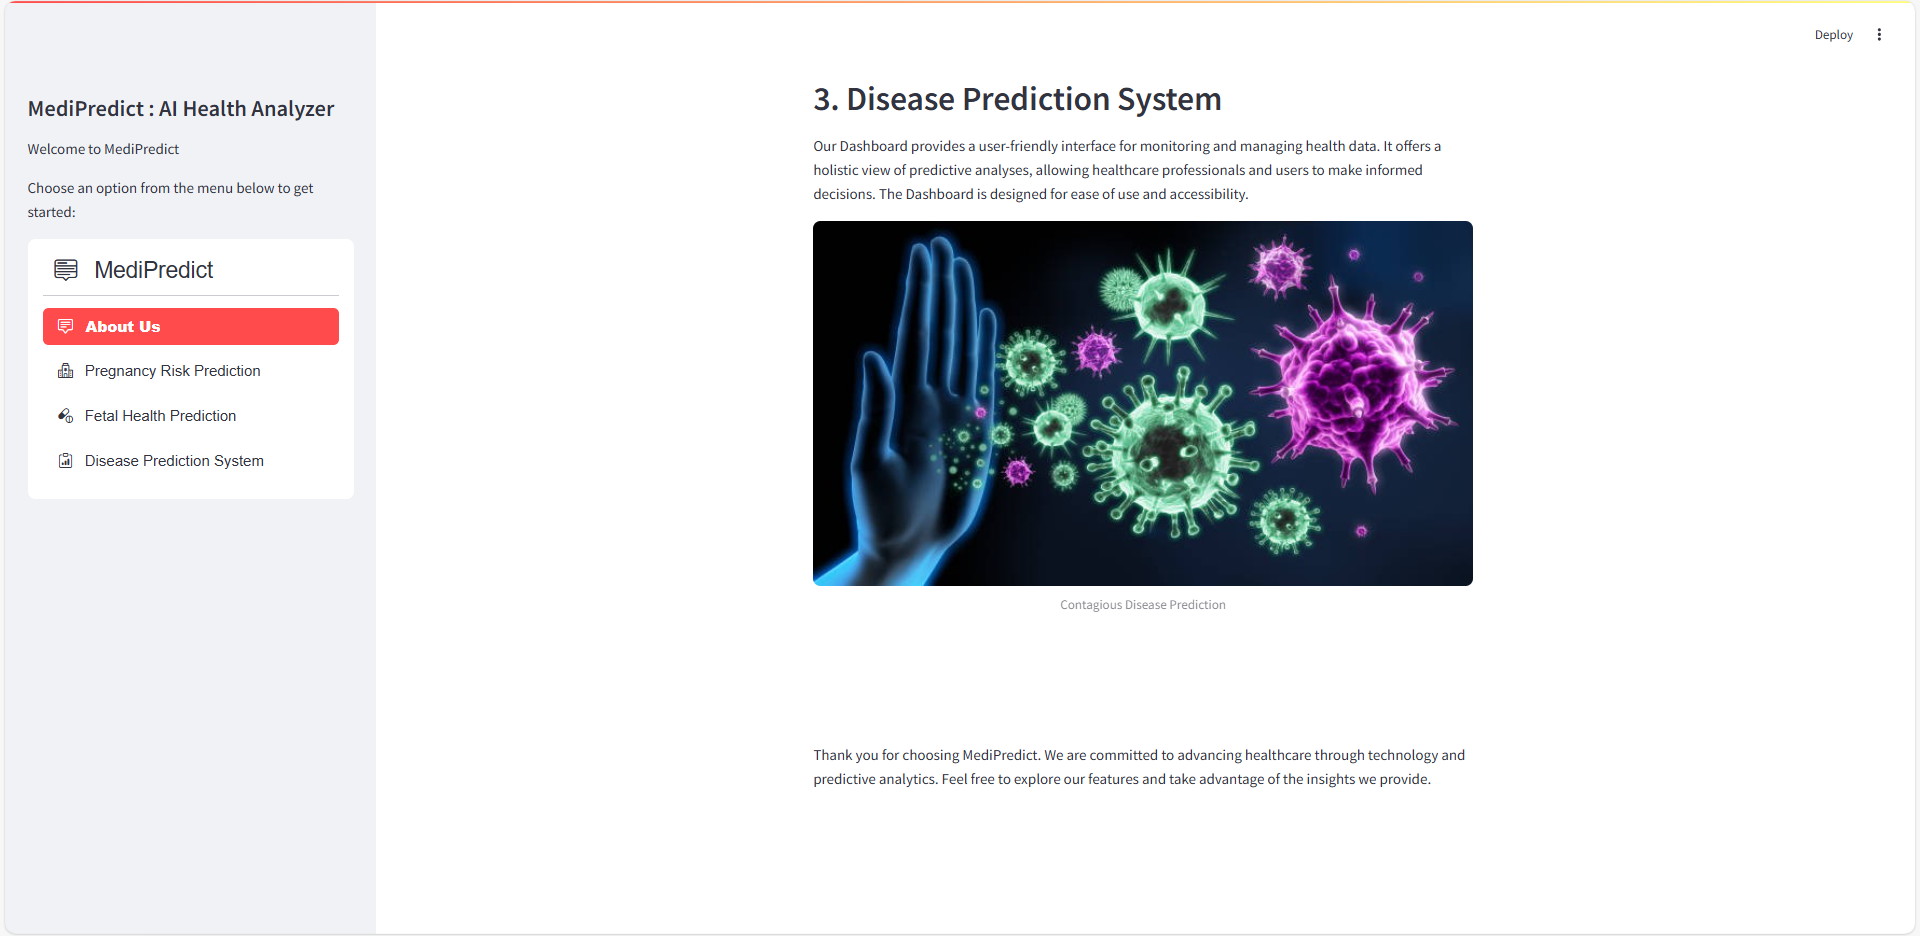 MediPredict : AI Health Analyzer
Welcome to MediPredict
Choose an option from the menu below to get
started:
MediPredict
About Us
Pregnancy Risk Prediction
Fetal Health Prediction
Disease Prediction System
Deploy
3. Disease Prediction System
Our Dashboard provides a user-friendly interface for monitoring and managing health data. It offers a
holistic view of predictive analyses, allowing healthcare professionals and users to make informed
decisions. The Dashboard is designed for ease of use and accessibility.
Contagious Disease Prediction
Thank you for choosing MediPredict. We are committed to advancing healthcare through technology and
predictive analytics. Feel free to explore our features and take advantage of the insights we provide.